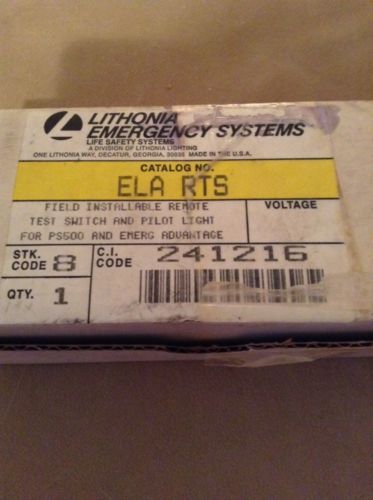 LITHONIA
EMERGENCY SYSTEMS
LIFE SAFETY SYSTEMS
A DIVISION OF LITHONIA LIGHTING
ONE LITHONIA WAY, DECATUR, GEORGIA, 30035 MADE IN THE U.S.A.
CATALOG NO.
ELA RTS
FIELD INSTALLABLE REMOTE
TEST SWITCH AND PILOT LIGHT
FOR PS600 AND EMERG ADVANTAGE
VOLTAGE
STK. CODE 8
C.I. CODE 241216
QTY. 1